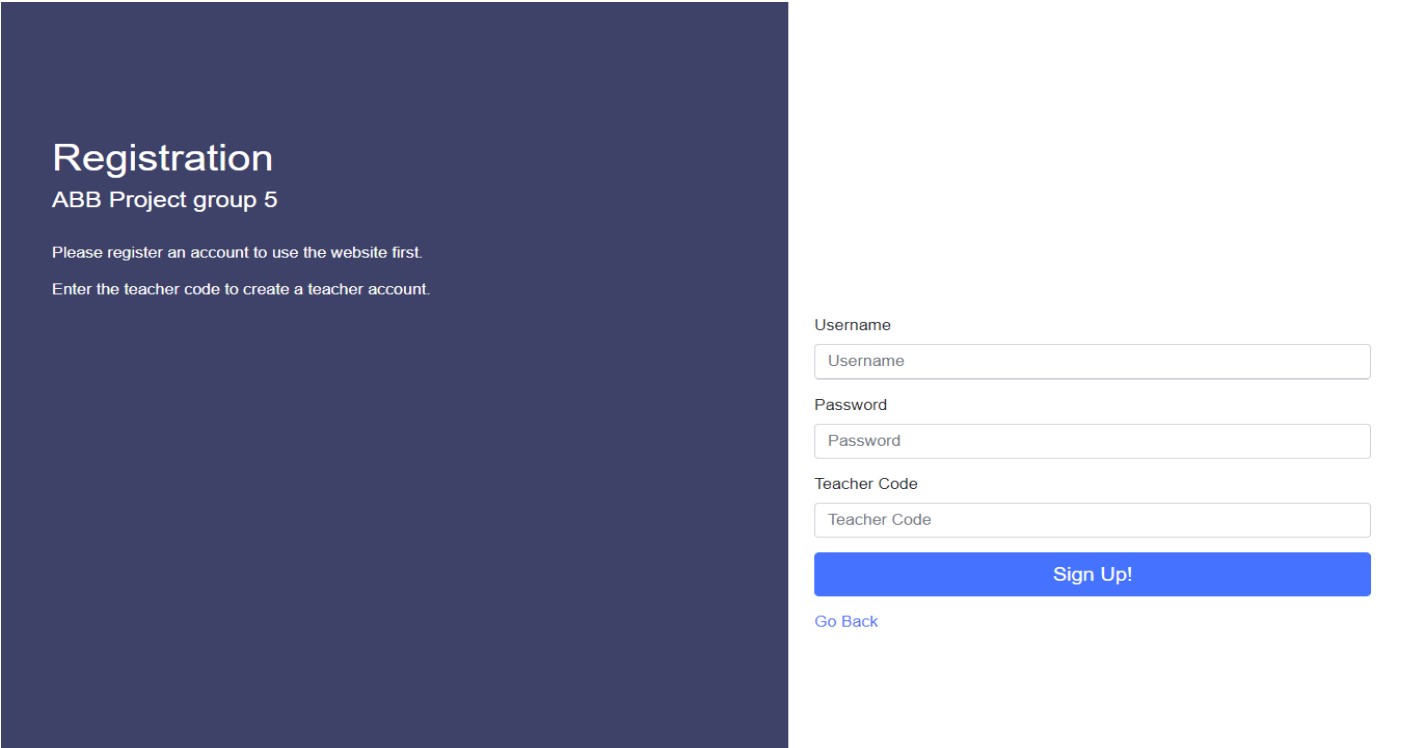 Registration
ABB Project group 5
Please register an account to use the website first.
Enter the teacher code to create a teacher account.
Username
Username
Password
Password
Teacher Code
Teacher Code
Sign Up!
Go Back